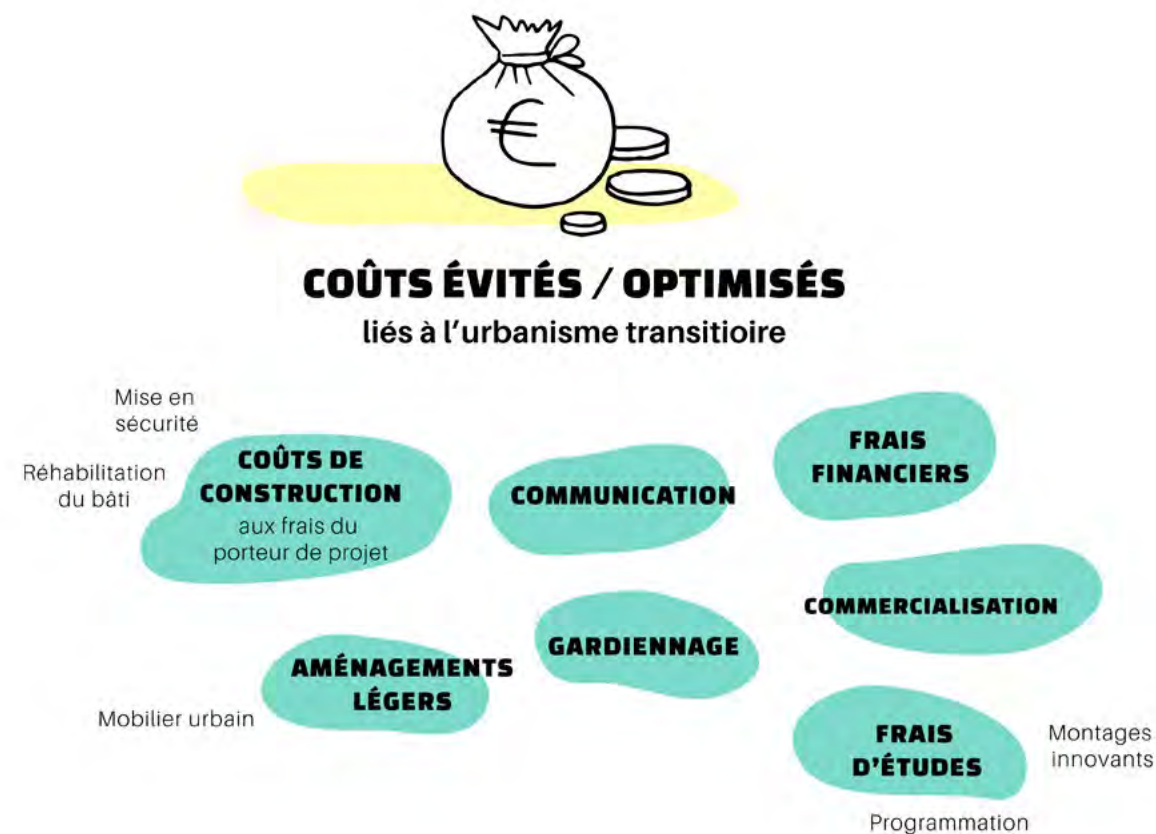 COÛTS ÉVITÉS / OPTIMISÉS
liés à l'urbanisme transitioire
Mise en
sécurité
Réhabilitation
du bâti
COÛTS DE
CONSTRUCTION
aux frais du
porteur de projet
COMMUNICATION
FRAIS
FINANCIERS
COMMERCIALISATION
GARDIENNAGE
AMÉNAGEMENTS
LÉGERS
Mobilier urbain
FRAIS
D'ÉTUDES
Montages
innovants
Programmation